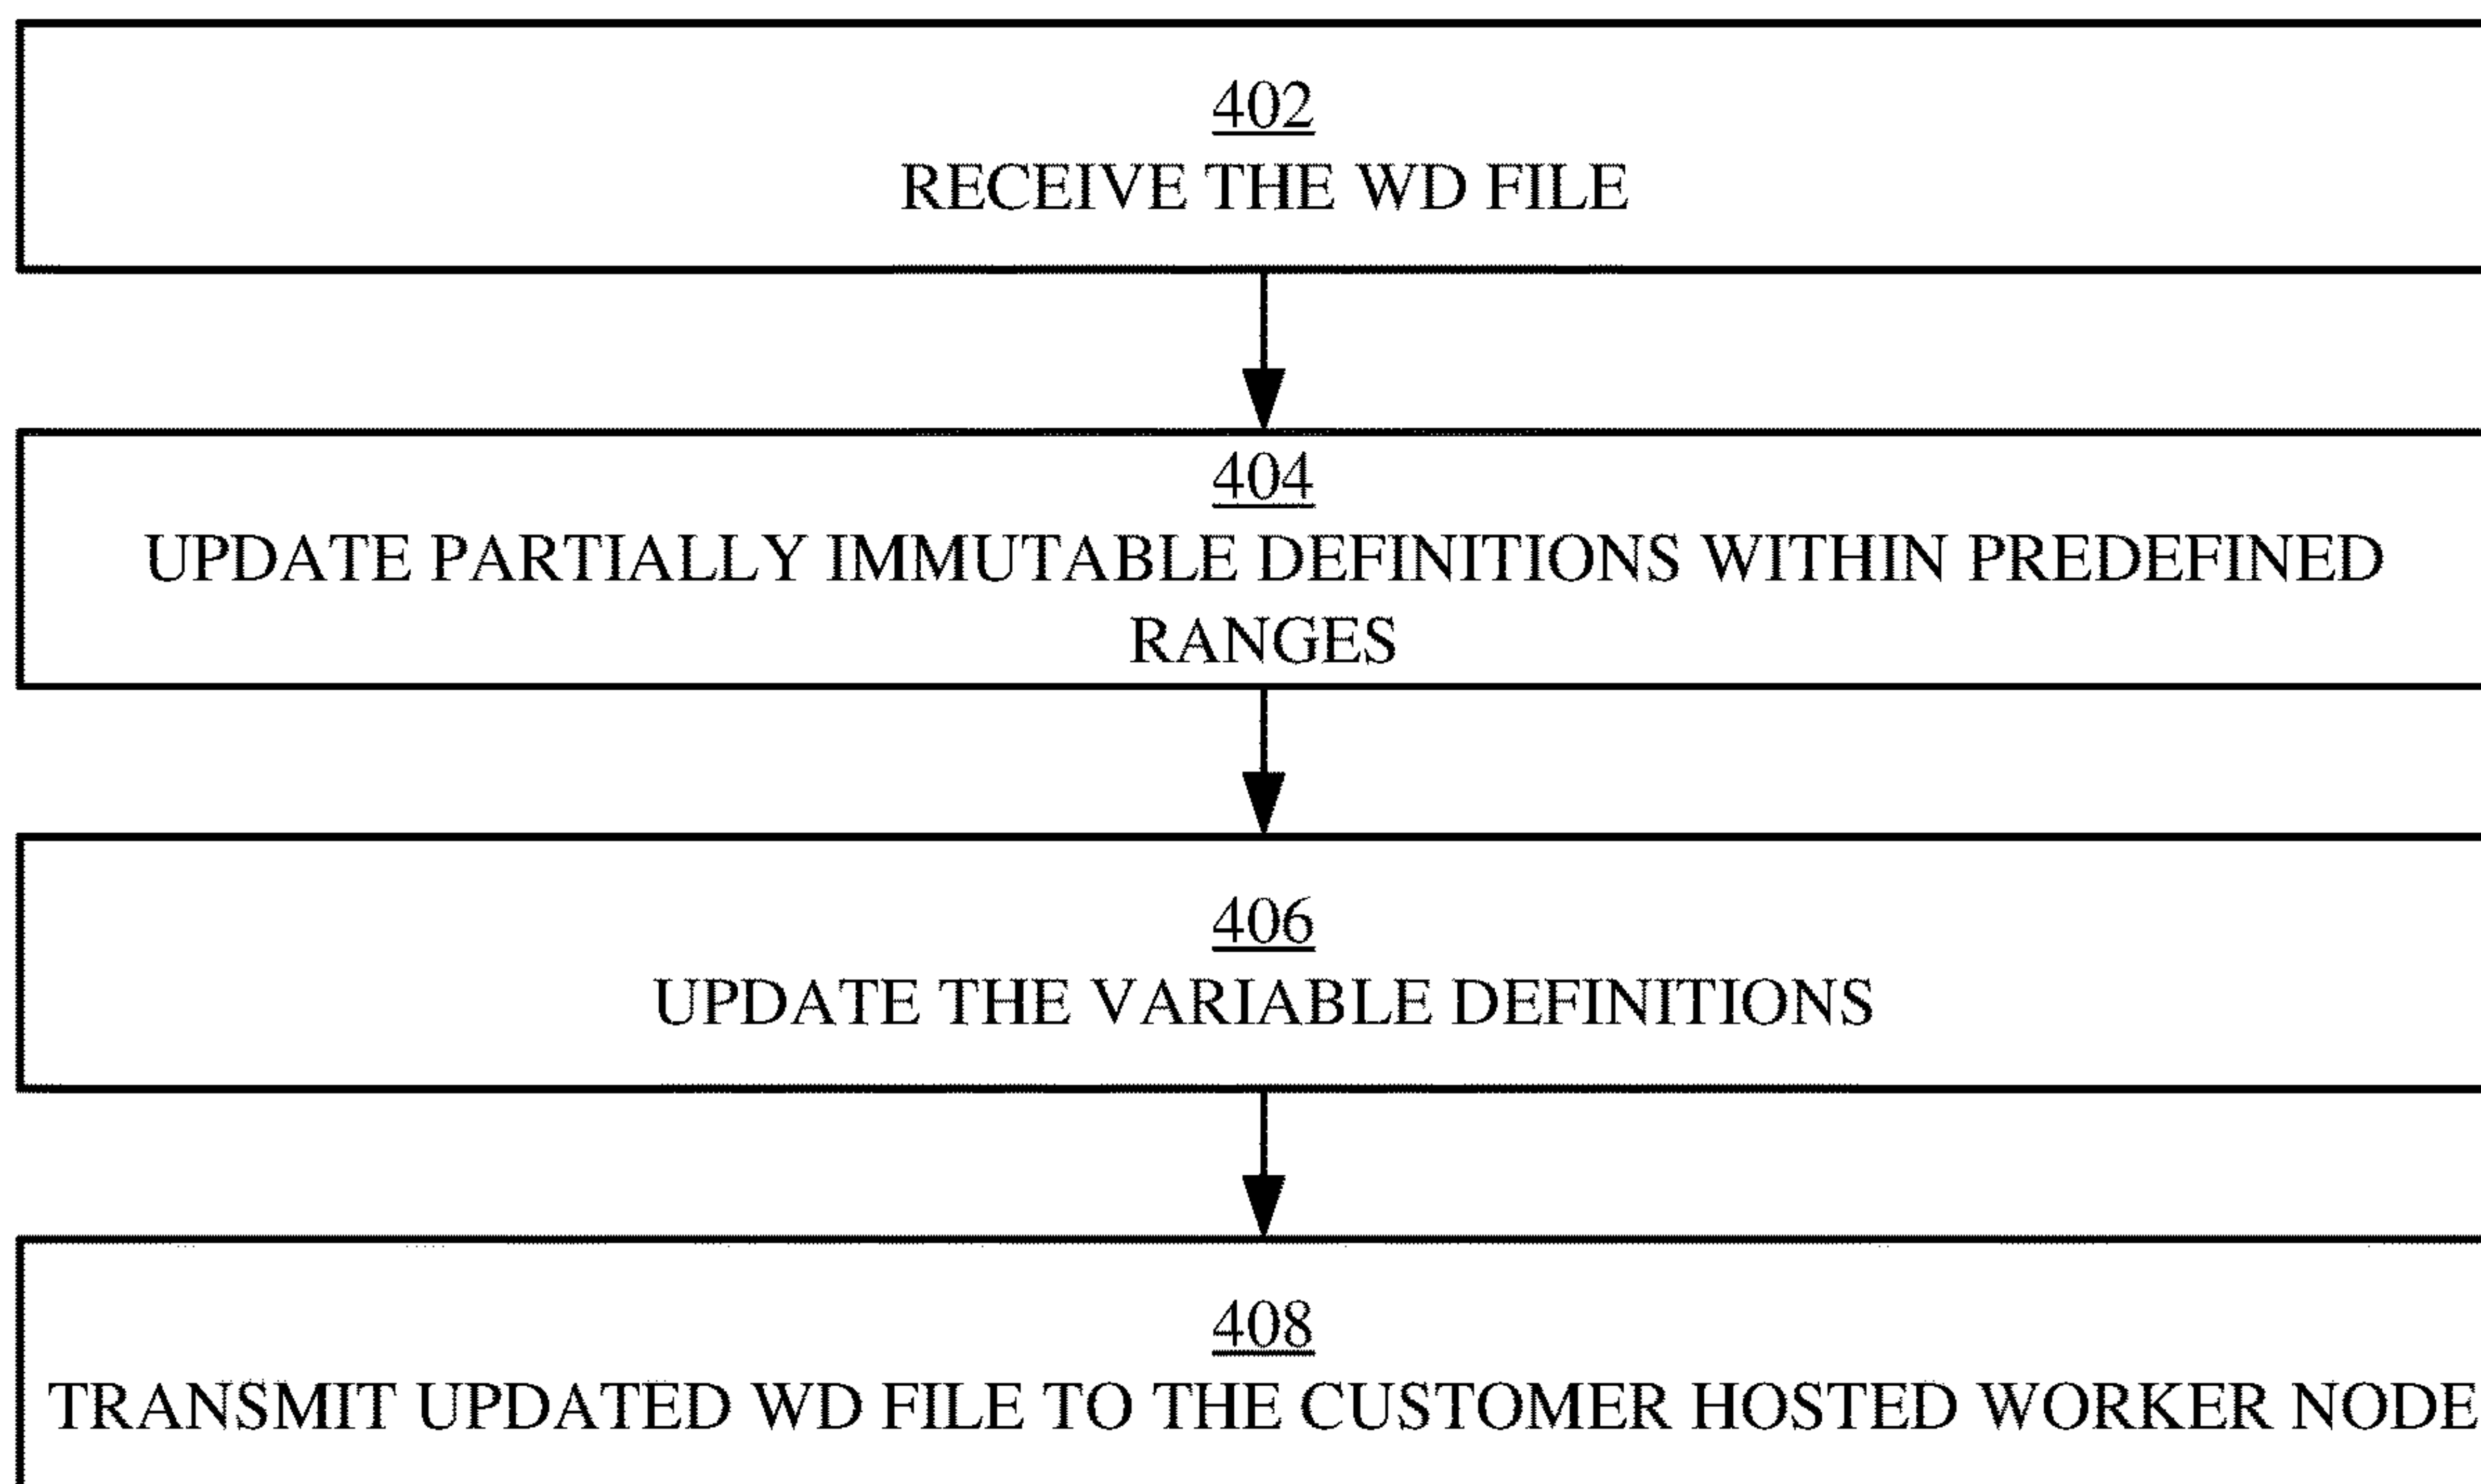 402
RECEIVE THE WD FILE
404
UPDATE PARTIALLY IMMUTABLE DEFINITIONS WITHIN PREDEFINED
RANGES
406
UPDATE THE VARIABLE DEFINITIONS
408
TRANSMIT UPDATED WD FILE TO THE CUSTOMER HOSTED WORKER NODE